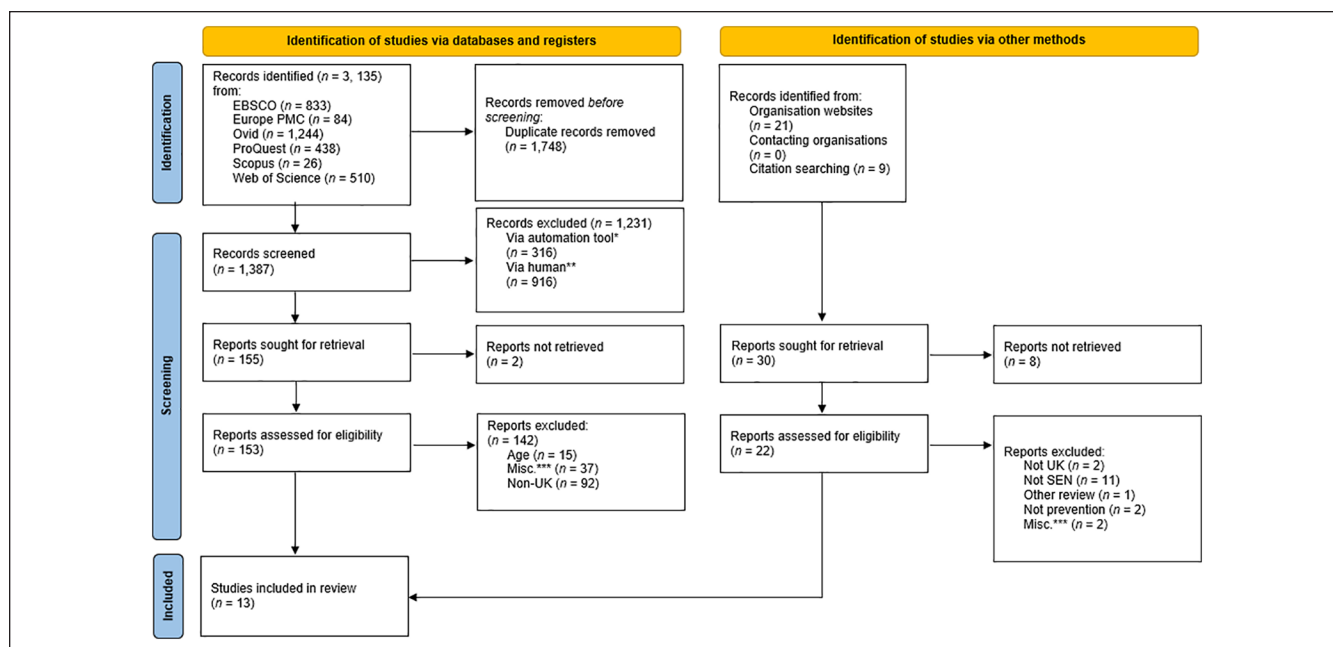 Identification of studies via databases and registers
Identification of studies via other methods
Identification
Records identified (n = 3, 135)
from:
EBSCO (n = 833)
Europe PMC (n = 84)
Ovid (n = 1,244)
ProQuest (n = 438)
Scopus (n = 26)
Web of Science (n = 510)
Records removed before
screening:
Duplicate records removed
(n = 1,748)
Records identified from:
Organisation websites
(n = 21)
Contacting organisations
(n = 0)
Citation searching (n = 9)
Screening
Records screened
(n = 1,387)
Records excluded (n = 1,231)
Via automation tool*
(n = 316)
Via human**
(n = 916)
Reports sought for retrieval
(n = 155)
Reports not retrieved
(n = 2)
Reports sought for retrieval
(n = 30)
Reports not retrieved
(n = 8)
Reports assessed for eligibility
(n = 153)
Reports excluded:
(n = 142)
Age (n = 15)
Misc.*** (n = 37)
Non-UK (n = 92)
Reports assessed for eligibility
(n = 22)
Reports excluded:
Not UK (n = 2)
Not SEN (n = 11)
Other review (n = 1)
Not prevention (n = 2)
Misc.*** (n = 2)
Included
Studies included in review
(n = 13)